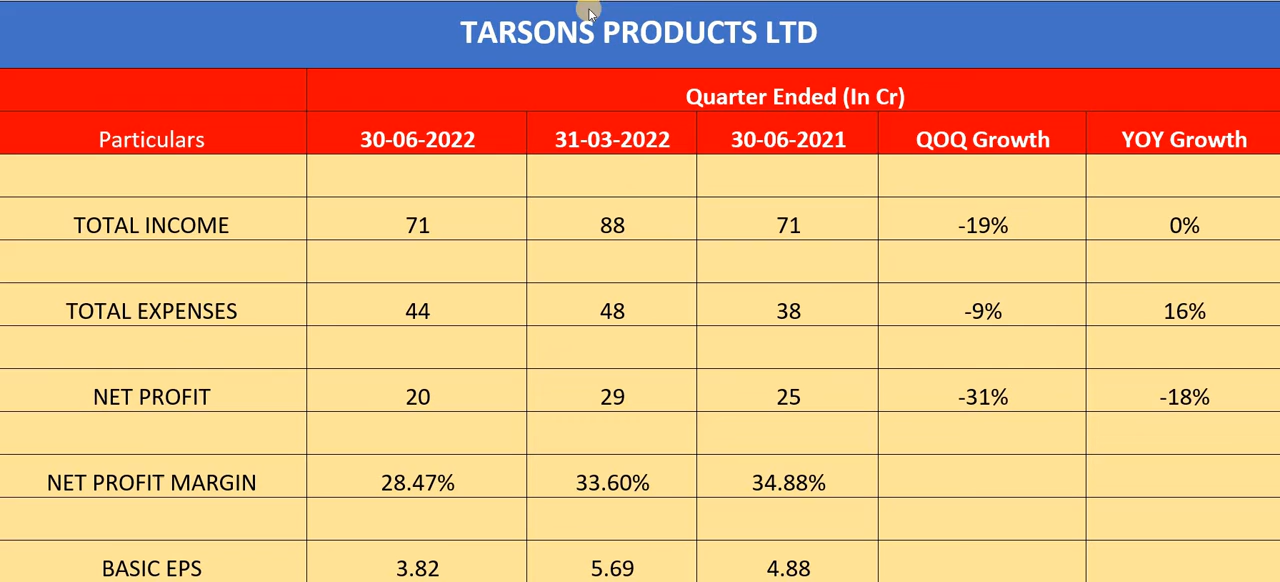 TARSONS PRODUCTS LTD
Quarter Ended (In Cr)
Particulars 30-06-2022 31-03-2022 30-06-2021 QOQ Growth YOY Growth
TOTAL INCOME 71 88 71 -19% 0%
TOTAL EXPENSES 44 48 38 -9% 16%
NET PROFIT 20 29 25 -31% -18%
NET PROFIT MARGIN 28.47% 33.60% 34.88%
BASIC EPS 3.82 5.69 4.88